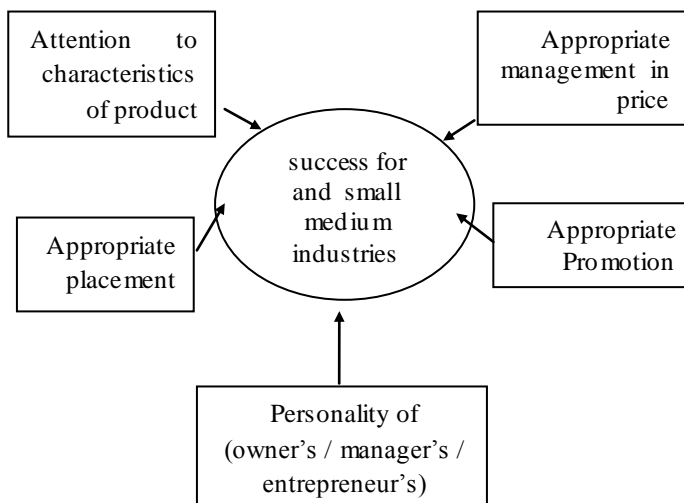 Attention to
characteristics
of product
Appropriate
management in
price
success for
and small
medium
industries
Appropriate
placement
Appropriate
Promotion
Personality of
(owner’s / manager’s /
entrepreneur’s)